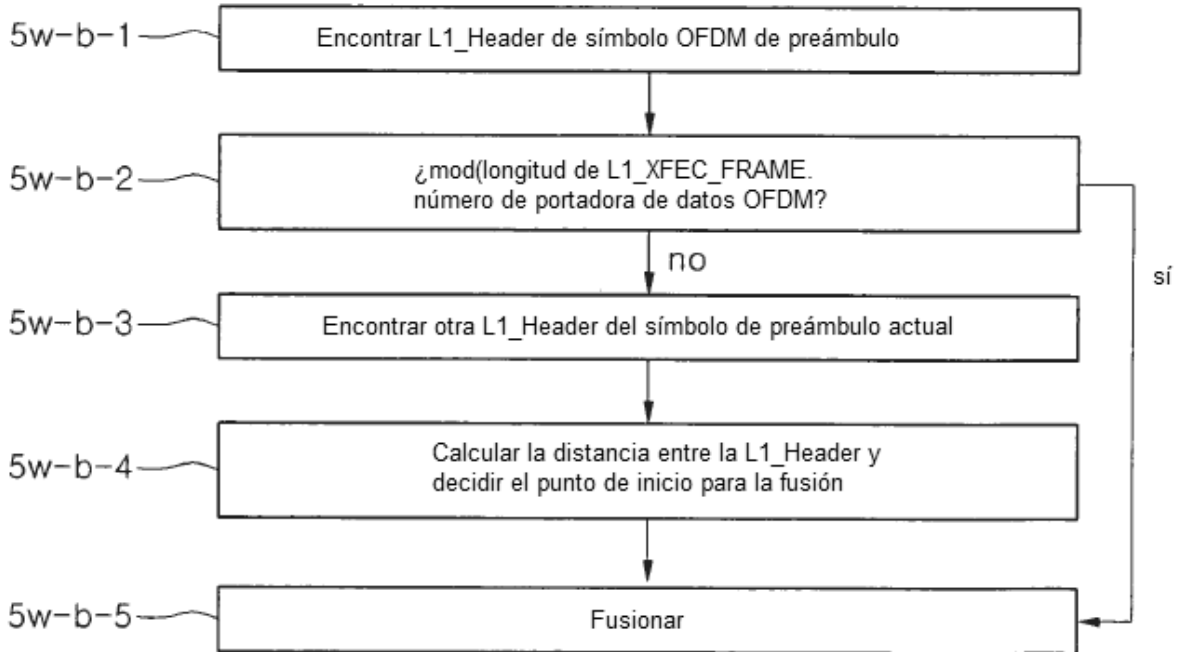 5w-b-1
Encontrar L1_Header de símbolo OFDM de preámbulo
5w-b-2
¿mod(longitud de L1_XFEC_FRAME.
número de portadora de datos OFDM?
no
sí
5w-b-3
Encontrar otra L1_Header del símbolo de preámbulo actual
5w-b-4
Calcular la distancia entre la L1_Header y
decidir el punto de inicio para la fusión
5w-b-5
Fusionar